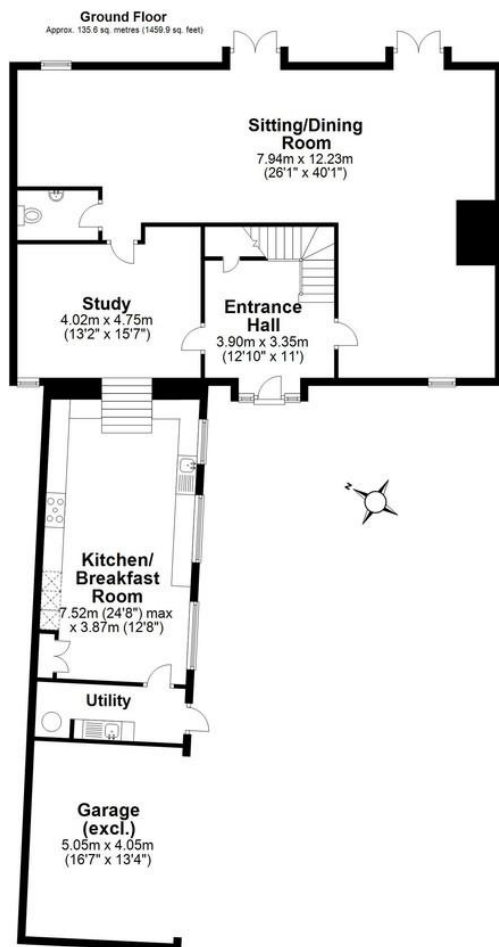 Ground Floor
Approx. 135.6 sq. metres (1459.9 sq. feet)
Sitting/Dining
Room
7.94m x 12.23m
(26'1" x 40'1")
Study
4.02m x 4.75m
(13'2" x 15'7")
Entrance
Hall
3.90m x 3.35m
(12'10" x 11')
N
Kitchen/
Breakfast
Room
7.52m (24'8") max
x 3.87m (12'8")
Utility
Garage
(excl.)
5.05m x 4.05m
(16'7" x 13'4")